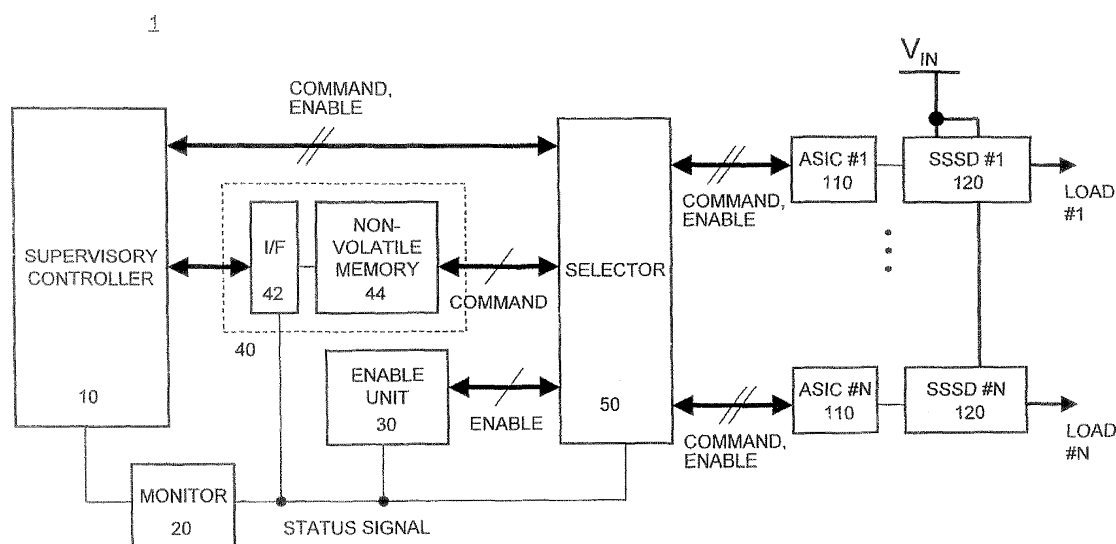 1
V_IN
COMMAND,
ENABLE
SUPERVISORY
CONTROLLER
10
I/F
42
NON-
VOLATILE
MEMORY
44
40
COMMAND
ENABLE
UNIT
30
ENABLE
SELECTOR
50
COMMAND,
ENABLE
ASIC #1
110
SSSD #1
120
LOAD
#1
COMMAND,
ENABLE
ASIC #N
110
SSSD #N
120
LOAD
#N
MONITOR
20
STATUS SIGNAL